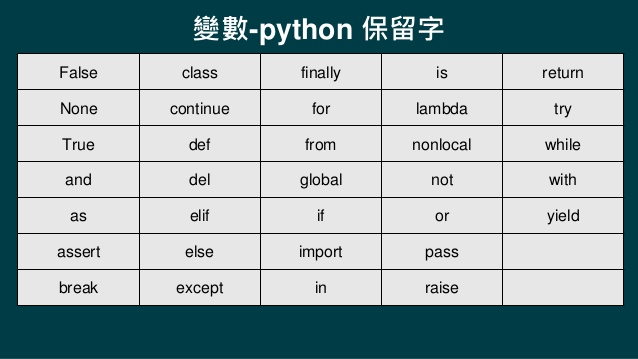 變數-python 保留字
False class finally is return
None continue for lambda try
True def from nonlocal while
and del global not with
as elif if or yield
assert else import pass
break except in raise